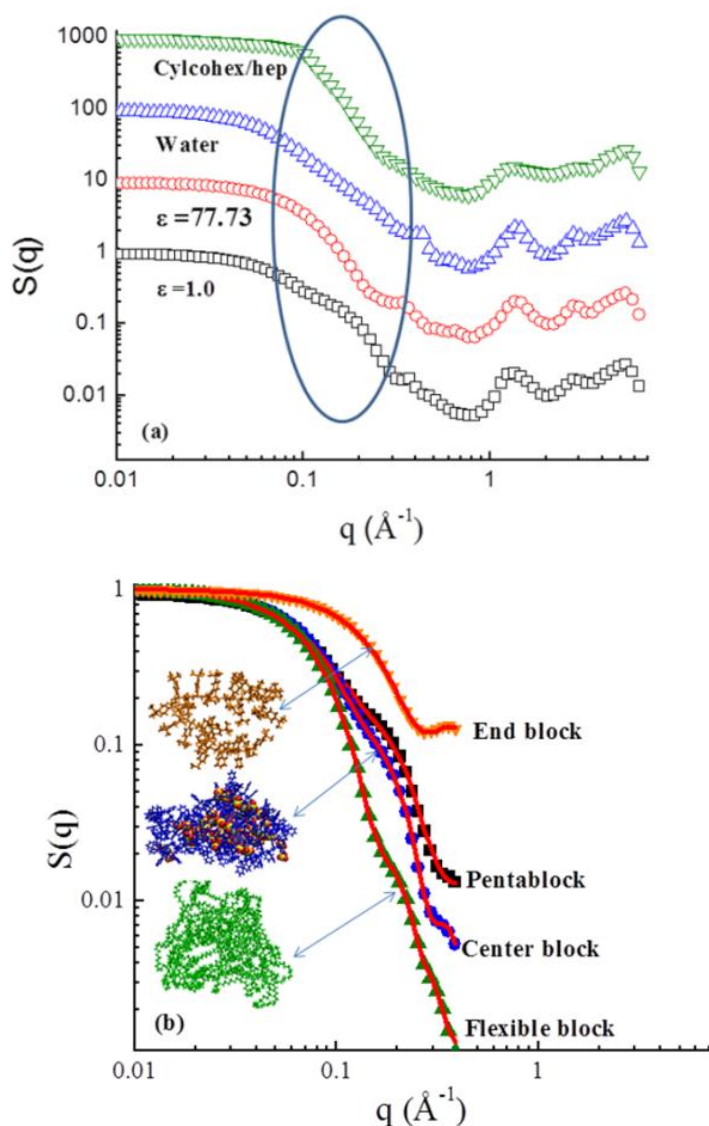 1000
Cylcohex/hep
100
Water
10
ε =77.73
1
ε =1.0
0.1
0.01
S(q)
(a)
0.01
0.1
1
q (Å⁻¹)
1
0.1
End block
S(q)
Pentablock
0.01
Center block
Flexible block
(b)
0.01
0.1
1
q (Å⁻¹)